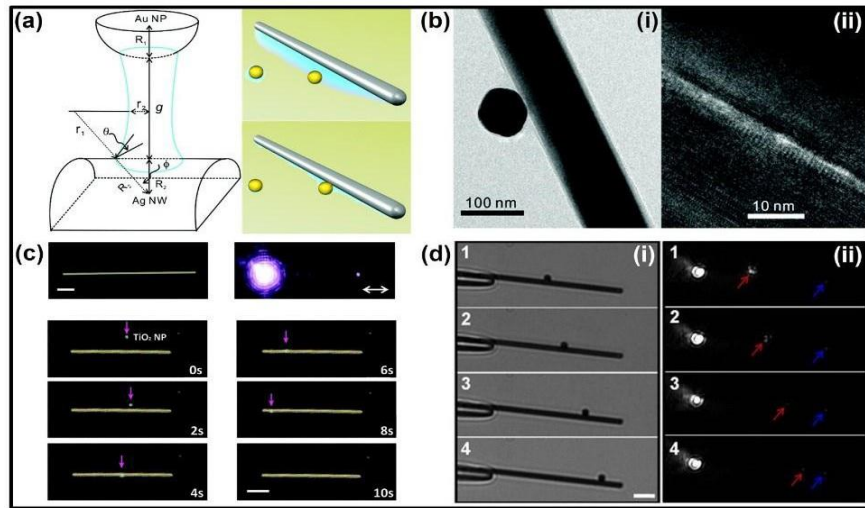 (a)
Au NP
R₁
g
r₂
r₁
θ
ϕ
R₂
Ag NW
(b)
(i)
(ii)
100 nm
10 nm
(c)
TiO₂ NP
0s
6s
2s
8s
4s
10s
(d)
1
(i)
2
3
4
1
(ii)
2
3
4